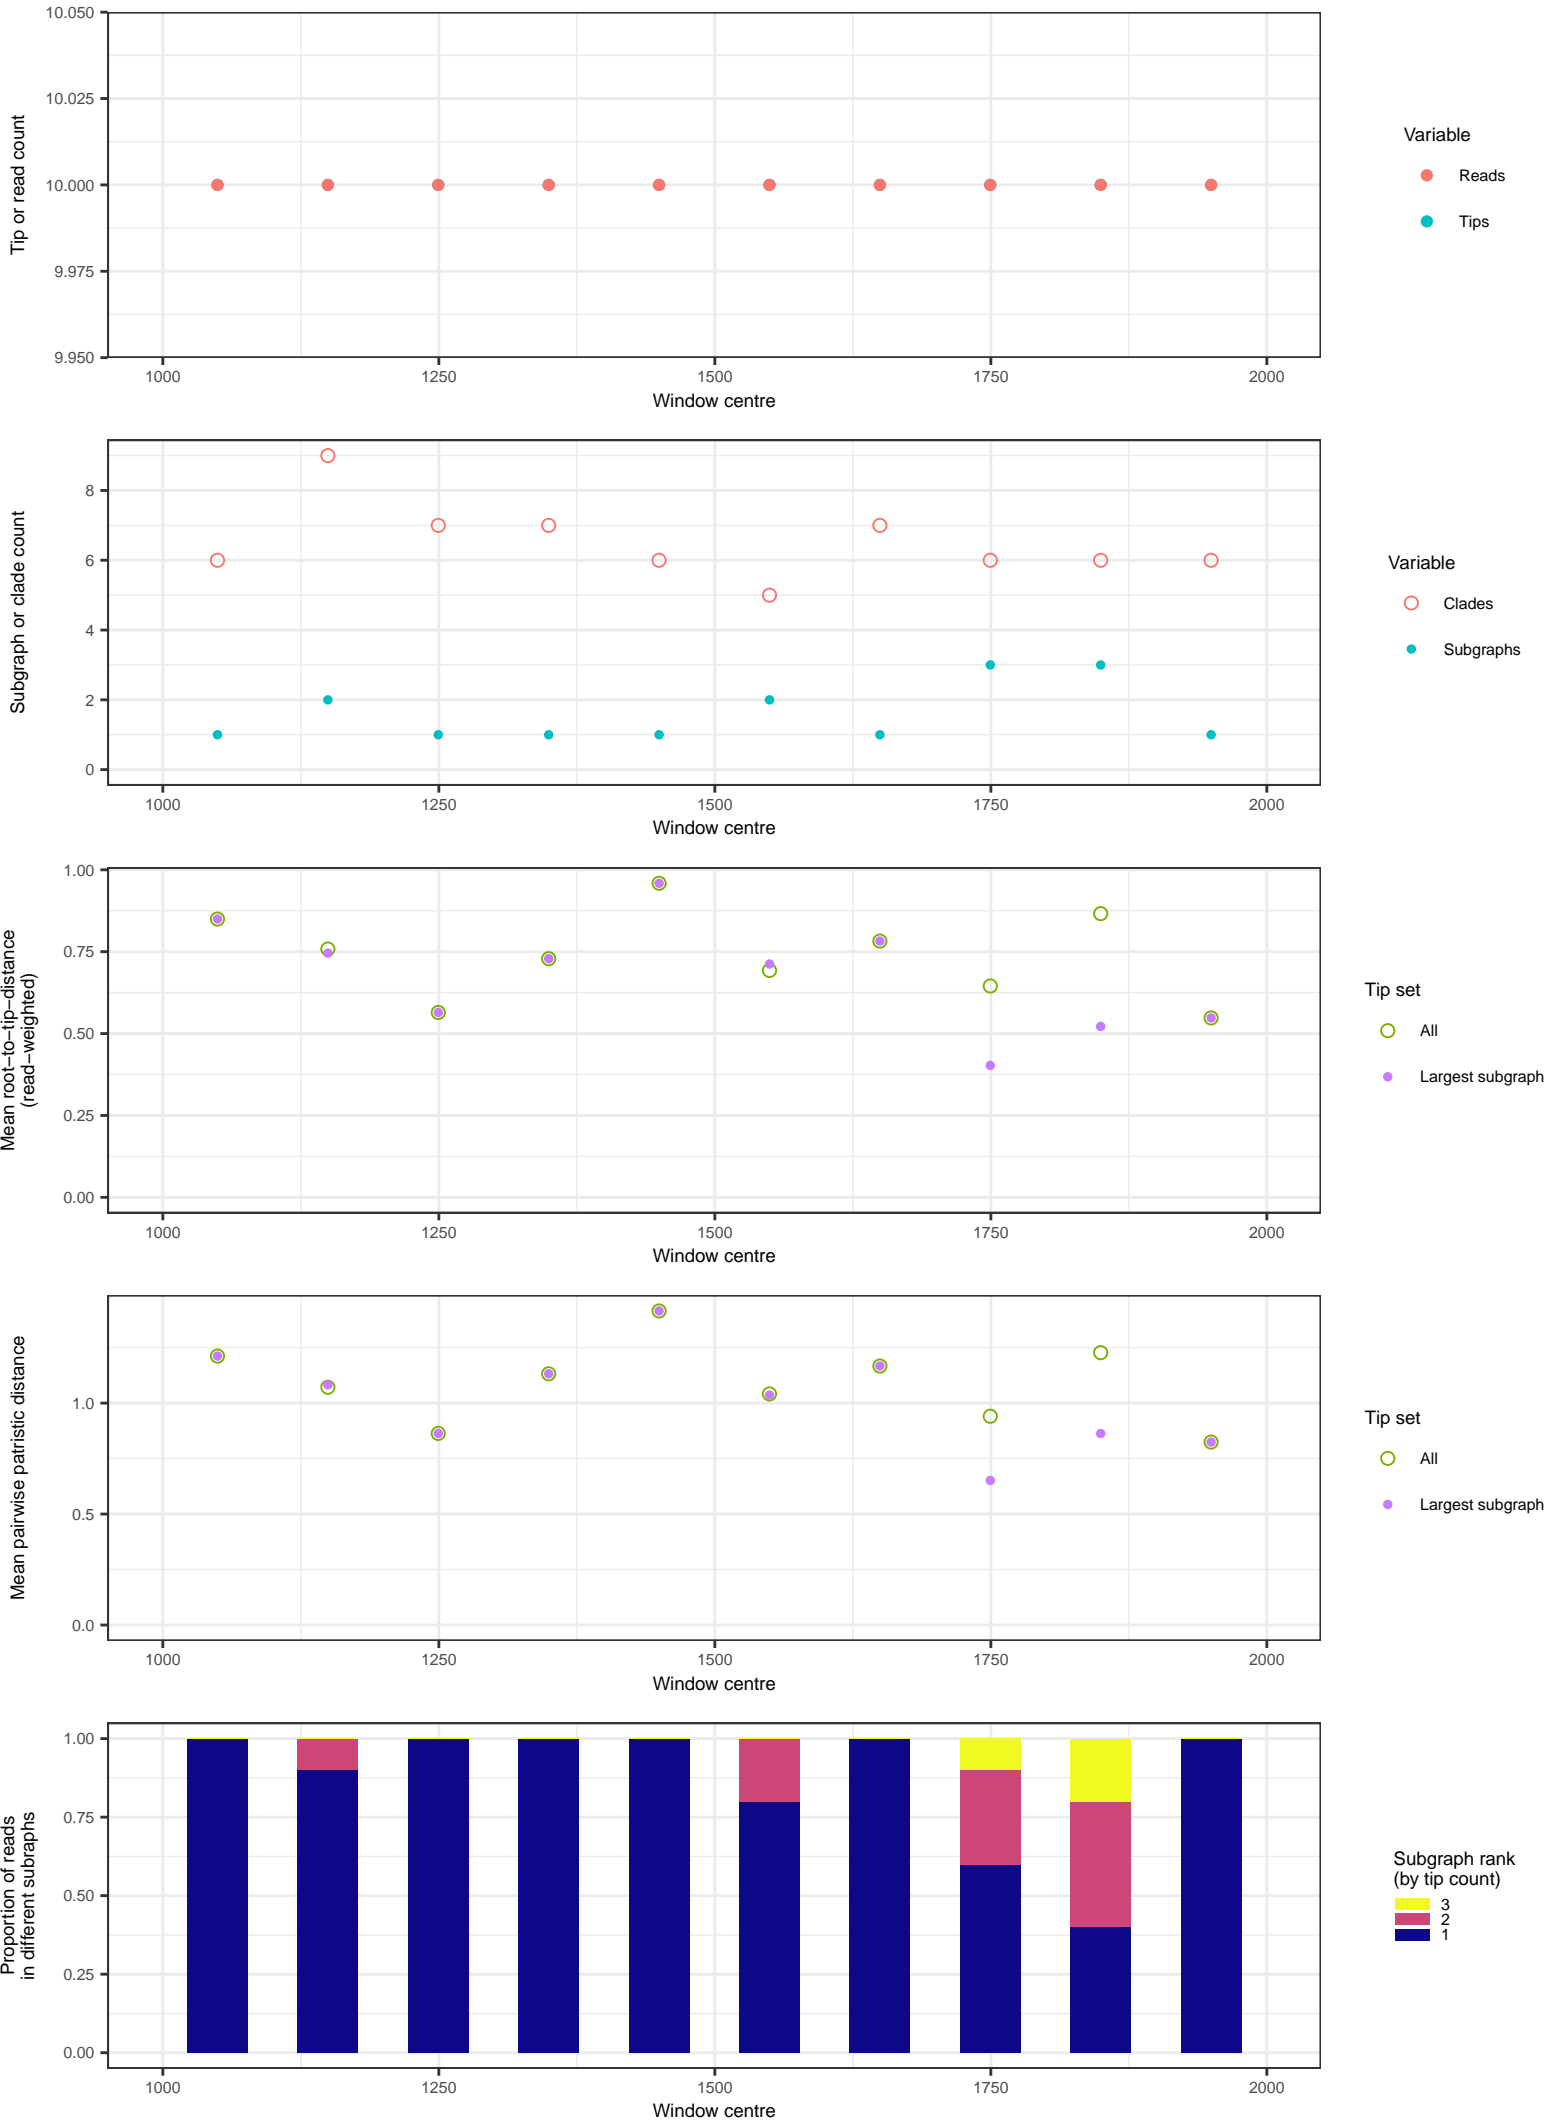 10.050
10.025
10.000
9.975
9.950
Tip or read count
1000 1250 1500 1750 2000
Window centre
Variable
Reads
Tips
8
6
4
2
0
Subgraph or clade count
1000 1250 1500 1750 2000
Window centre
Variable
Clades
Subgraphs
1.00
0.75
0.50
0.25
0.00
Mean root−to−tip−distance
(read−weighted)
1000 1250 1500 1750 2000
Window centre
Tip set
All
Largest subgraph
1.0
0.5
0.0
Mean pairwise patristic distance
1000 1250 1500 1750 2000
Window centre
Tip set
All
Largest subgraph
1.00
0.75
0.50
0.25
0.00
Proportion of reads
in different subraphs
1000 1250 1500 1750 2000
Window centre
Subgraph rank
(by tip count)
3
2
1